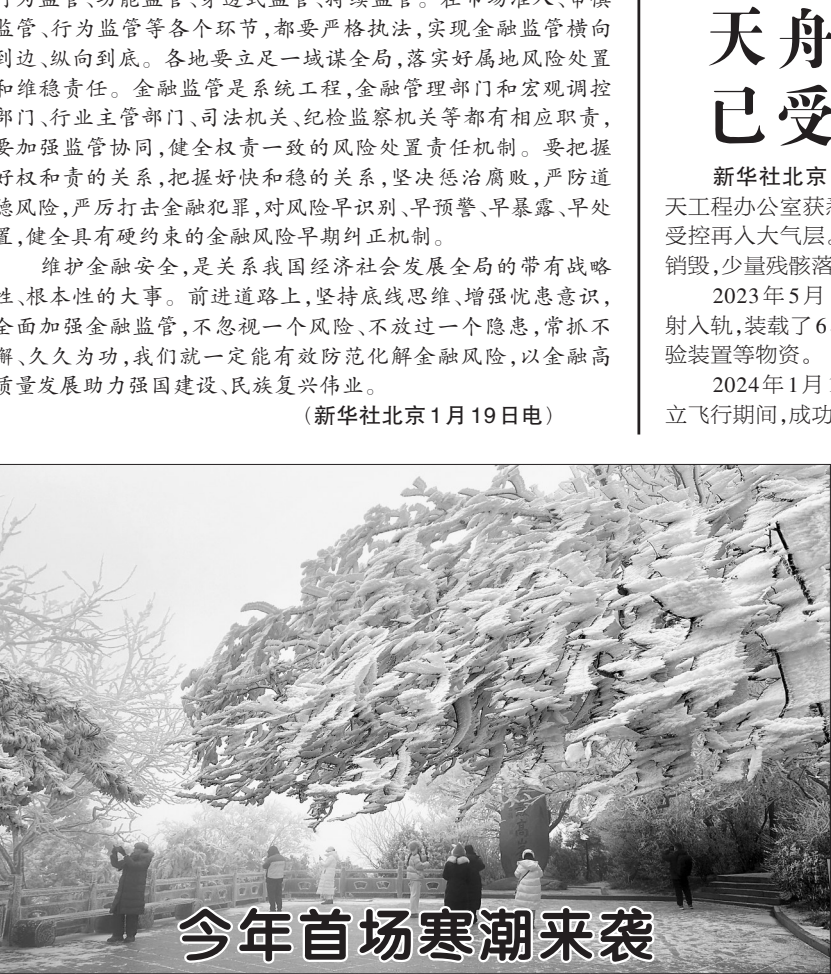 行为监管、功能监管、穿透式监管、持续监管。在市场准入、审慎
监管、行为监管等各个环节,都要严格执法,实现金融监管横向
到边、纵向到底。各地要立足一域谋全局,落实好属地风险处置
和维稳责任。金融监管是系统工程,金融管理部门和宏观调控
部门、行业主管部门、司法机关、纪检监察机关等都有相应职责,
要加强监管协同,健全权责一致的风险处置责任机制。要把握
好权和责的关系,把握好快和稳的关系,坚决惩治腐败,严防道
德风险,严厉打击金融犯罪,对风险早识别、早预警、早暴露、早处
置,健全具有硬约束的金融风险早期纠正机制。
维护金融安全,是关系我国经济社会发展全局的带有战略
性、根本性的大事。前进道路上,坚持底线思维、增强忧患意识,
全面加强金融监管,不忽视一个风险、不放过一个隐患,常抓不
懈、久久为功,我们就一定能有效防范化解金融风险,以金融高
质量发展助力强国建设、民族复兴伟业。
(新华社北京1月19日电)
天舟
已受
新华社北京
天工程办公室获
受控再入大气层。
销毁,少量残骸落
2023年5月
射入轨,装载了6
验装置等物资。
2024年1月
立飞行期间,成功
今年首场寒潮来袭